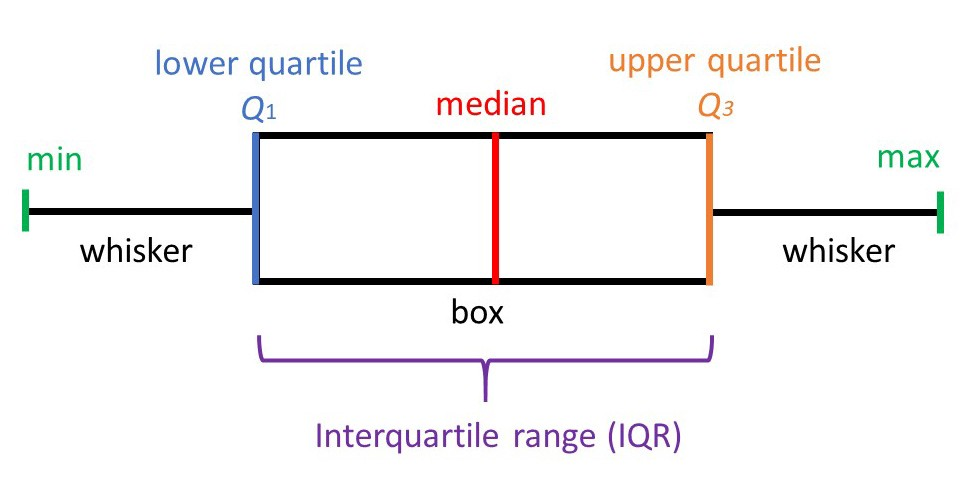 lower quartile
Q1
upper quartile
Q3
median
min
max
whisker
whisker
box
Interquartile range (IQR)